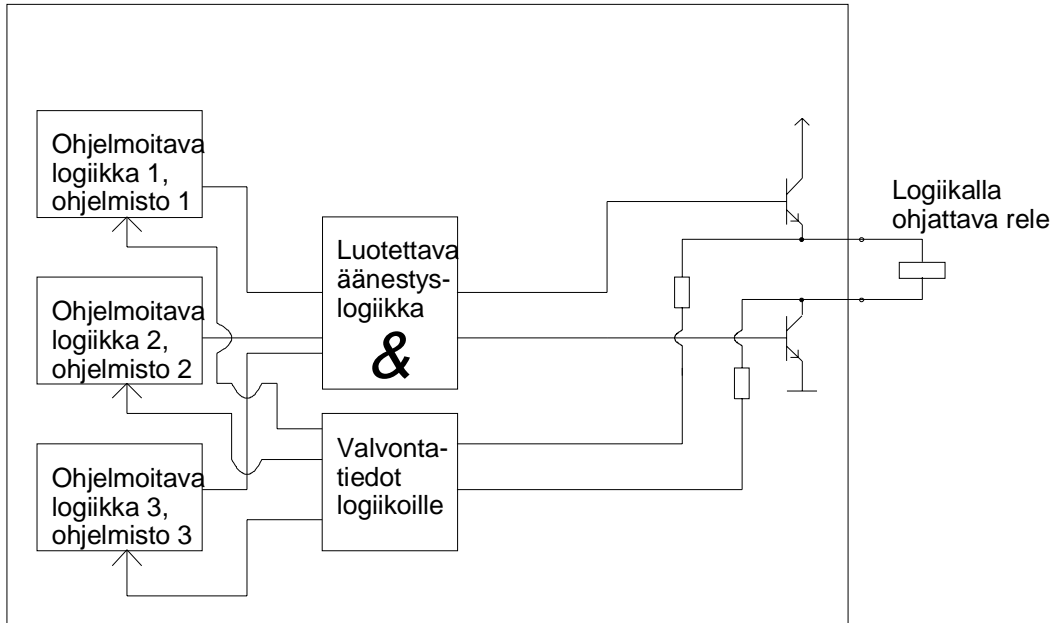 Ohjelmoitava
logiikka 1,
ohjelmisto 1
Ohjelmoitava
logiikka 2,
ohjelmisto 2
Ohjelmoitava
logiikka 3,
ohjelmisto 3
Luotettava
äänestys-
logiikka
&
Valvonta-
tiedot
logiikoille
Logiikalla
ohjattava rele